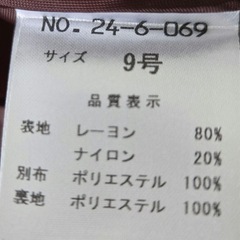 NO. 24-6-069
サイズ 9号
品質表示
表地 レーヨン 80%
ナイロン 20%
別布 ポリエステル 100%
裏地 ポリエステル 100%